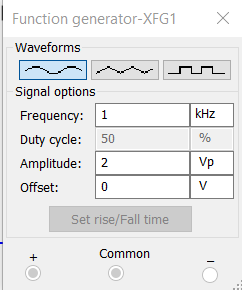 Function generator-XFG1
Waveforms
Signal options
Frequency: 1 kHz
Duty cycle: 50 %
Amplitude: 2 Vp
Offset: 0 V
Set rise/Fall time
+ Common −